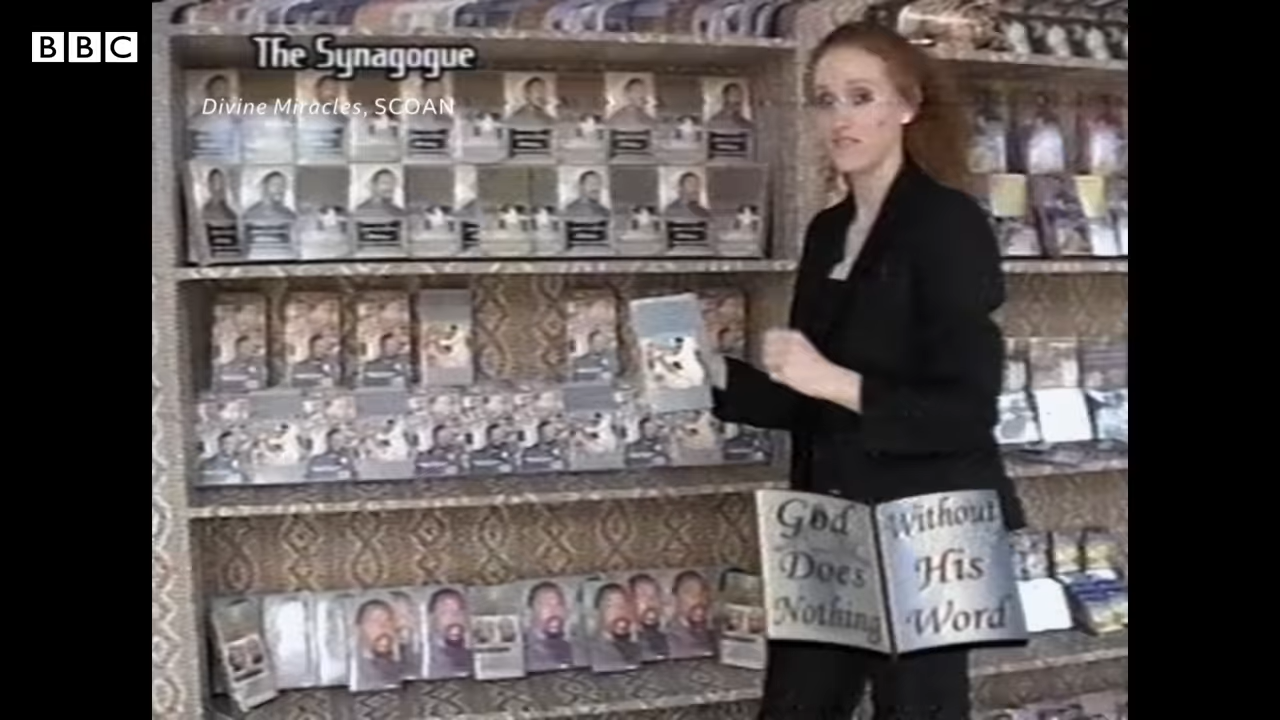 BBC
The Synagogue
Divine Miracles, SCOAN
God
Does
Nothing
Without
His
Word